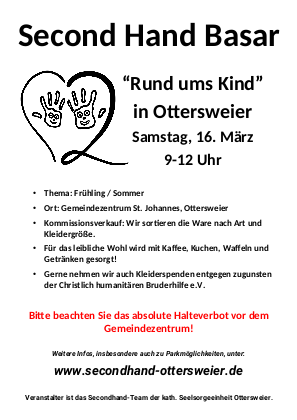 Second Hand Basar
“Rund ums Kind”
in Ottersweier
Samstag, 16. März
9-12 Uhr
• Thema: Frühling / Sommer
• Ort: Gemeindezentrum St. Johannes, Ottersweier
• Kommissionsverkauf: Wir sortieren die Ware nach Art und
Kleidergröße.
• Für das leibliche Wohl wird mit Kaffee, Kuchen, Waffeln und
Getränken gesorgt!
• Gerne nehmen wir auch Kleiderspenden entgegen zugunsten
der Christlich humanitären Bruderhilfe e.V.
Bitte beachten Sie das absolute Halteverbot vor dem
Gemeindezentrum!
Weitere Infos, insbesondere auch zu Parkmöglichkeiten, unter:
www.secondhand-ottersweier.de
Veranstalter ist das Secondhand-Team der kath. Seelsorgeeinheit Ottersweier.